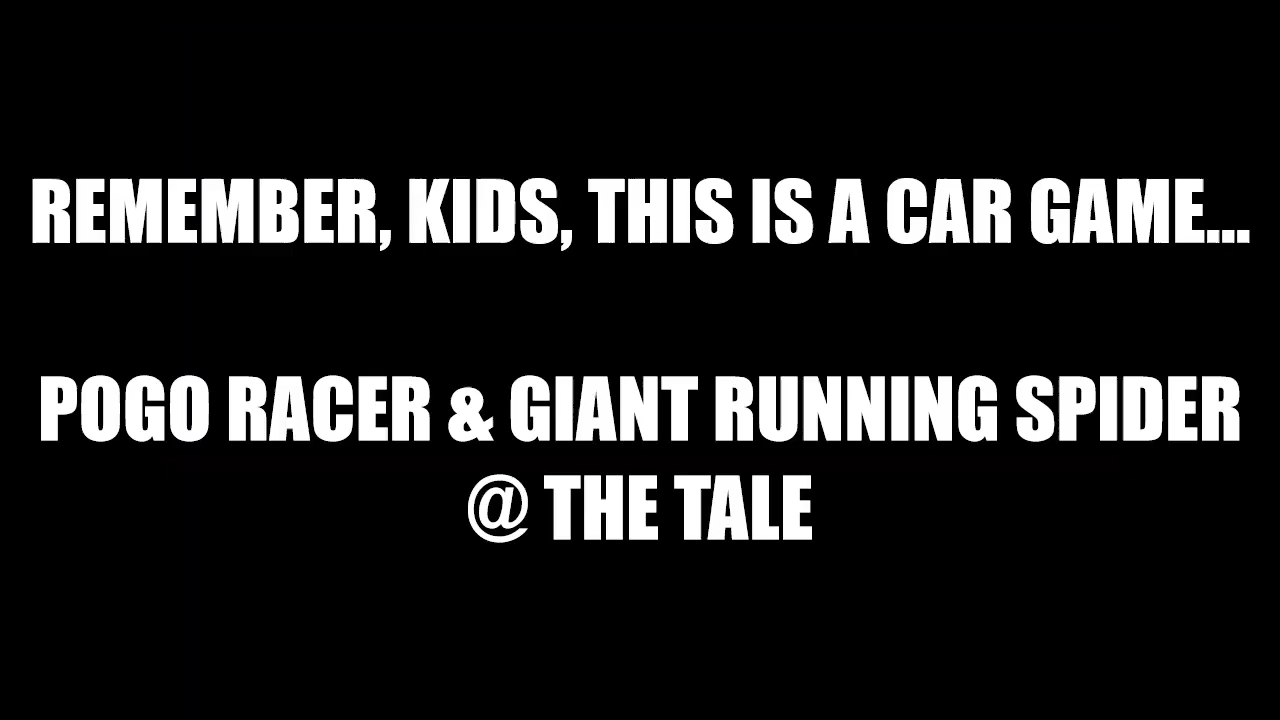 REMEMBER, KIDS, THIS IS A CAR GAME...
POGO RACER & GIANT RUNNING SPIDER
@ THE TALE